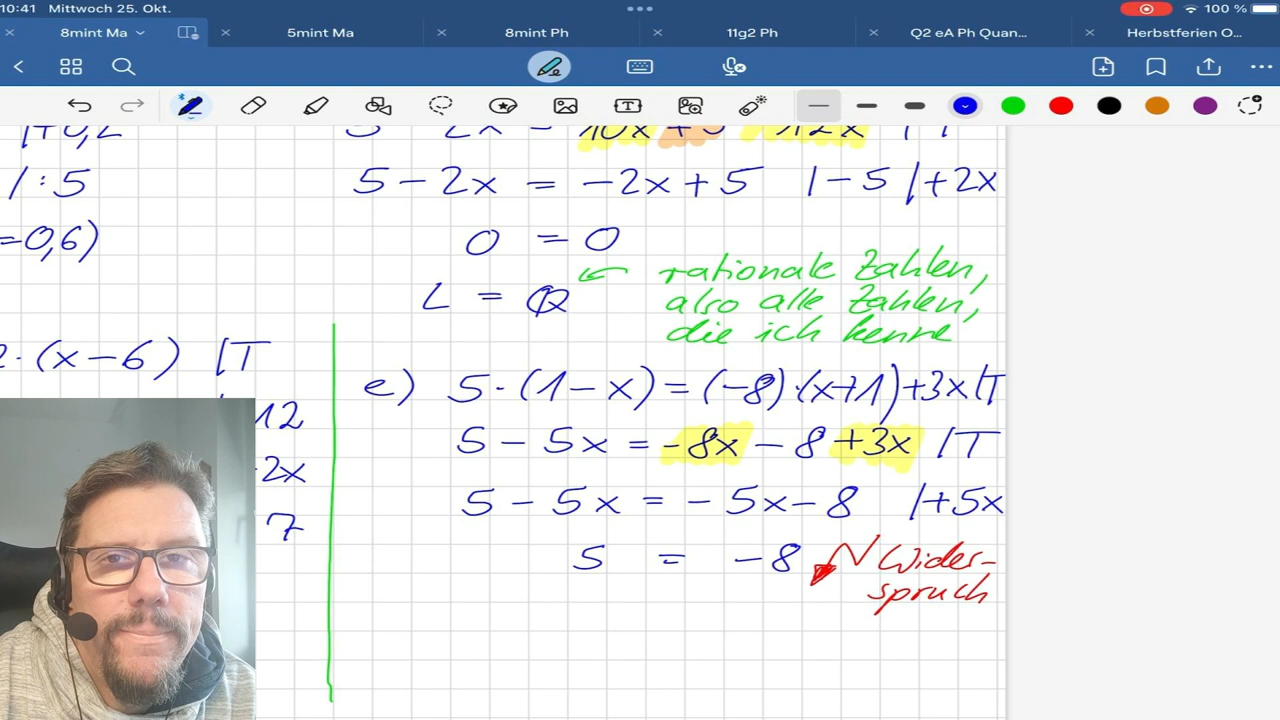 10:41 Mittwoch 25. Okt.
100 %
8mint Ma
5mint Ma
8mint Ph
11g2 Ph
Q2 eA Ph Quan...
Herbstferien O...
|:5
=0,6)
·(x-6) |T
12
2x
7
5-2x = -2x+5 |-5 |+2x
0 = 0
L = ℚ
rationale Zahlen,
also alle Zahlen,
die ich kenne
e) 5·(1-x)=(-8)·(x+1)+3x|T
5-5x=-8x-8+3x |T
5-5x=-5x-8 |+5x
5 = -8
Wider-
spruch